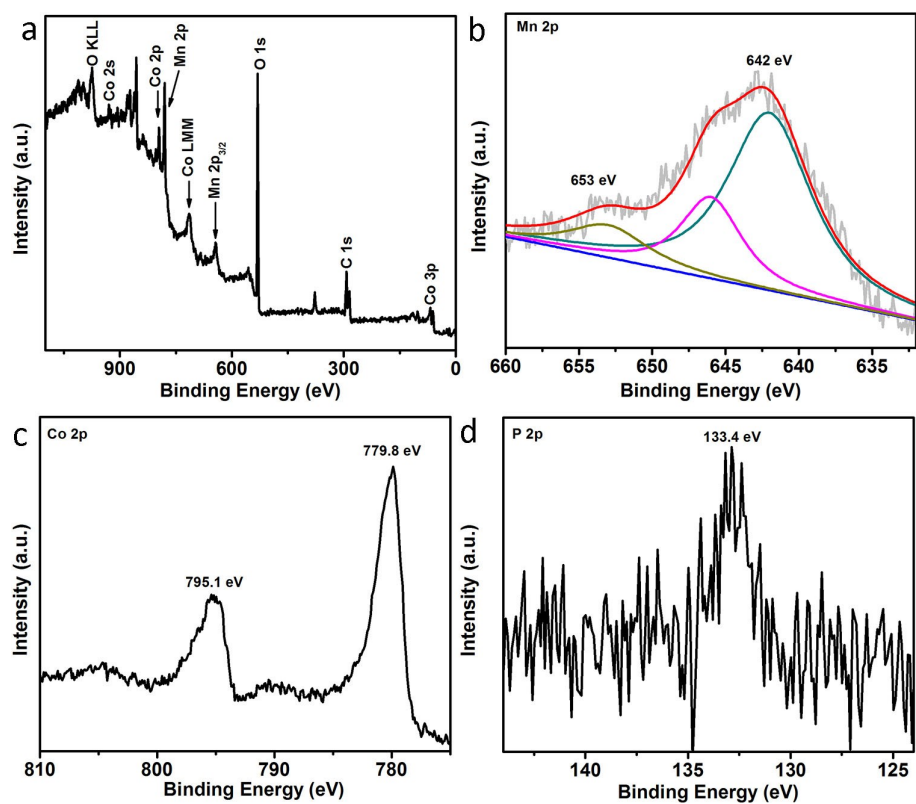 a
O KLL
Co 2s
Co 2p
Mn 2p
Co LMM
Mn 2p3/2
O 1s
C 1s
Co 3p
Intensity (a.u.)
900 600 300 0
Binding Energy (eV)
b
Mn 2p
642 eV
653 eV
Intensity (a.u.)
660 655 650 645 640 635
Binding Energy (eV)
c
Co 2p
779.8 eV
795.1 eV
Intensity (a.u.)
810 800 790 780
Binding Energy (eV)
d
P 2p
133.4 eV
Intensity (a.u.)
140 135 130 125
Binding Energy (eV)